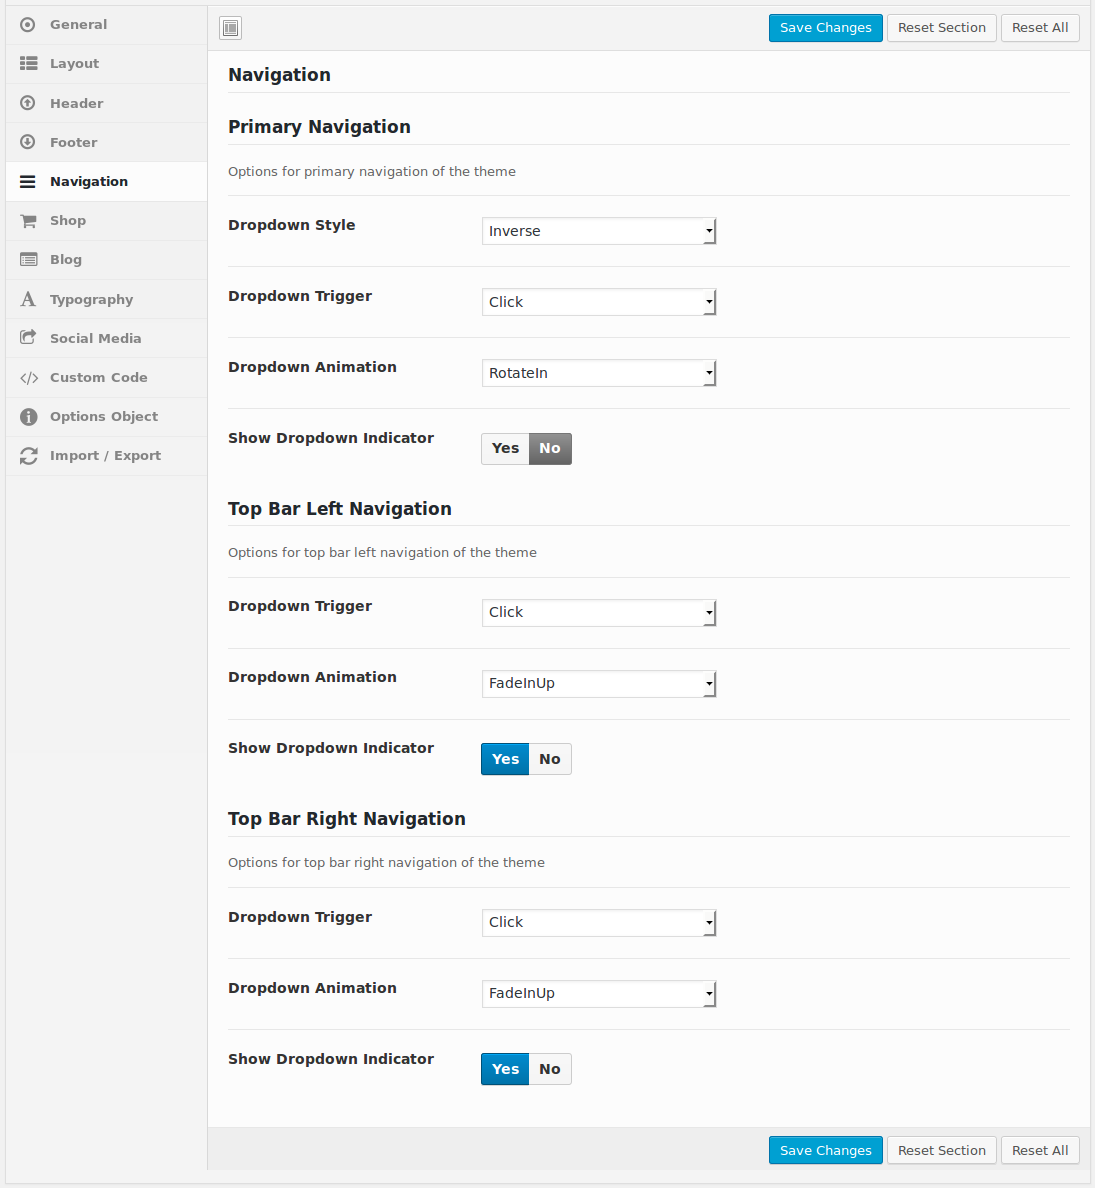 General
Layout
Header
Footer
Navigation
Shop
Blog
Typography
Social Media
Custom Code
Options Object
Import / Export
Save Changes Reset Section Reset All
Navigation
Primary Navigation
Options for primary navigation of the theme
Dropdown Style Inverse
Dropdown Trigger Click
Dropdown Animation RotateIn
Show Dropdown Indicator Yes No
Top Bar Left Navigation
Options for top bar left navigation of the theme
Dropdown Trigger Click
Dropdown Animation FadeInUp
Show Dropdown Indicator Yes No
Top Bar Right Navigation
Options for top bar right navigation of the theme
Dropdown Trigger Click
Dropdown Animation FadeInUp
Show Dropdown Indicator Yes No
Save Changes Reset Section Reset All